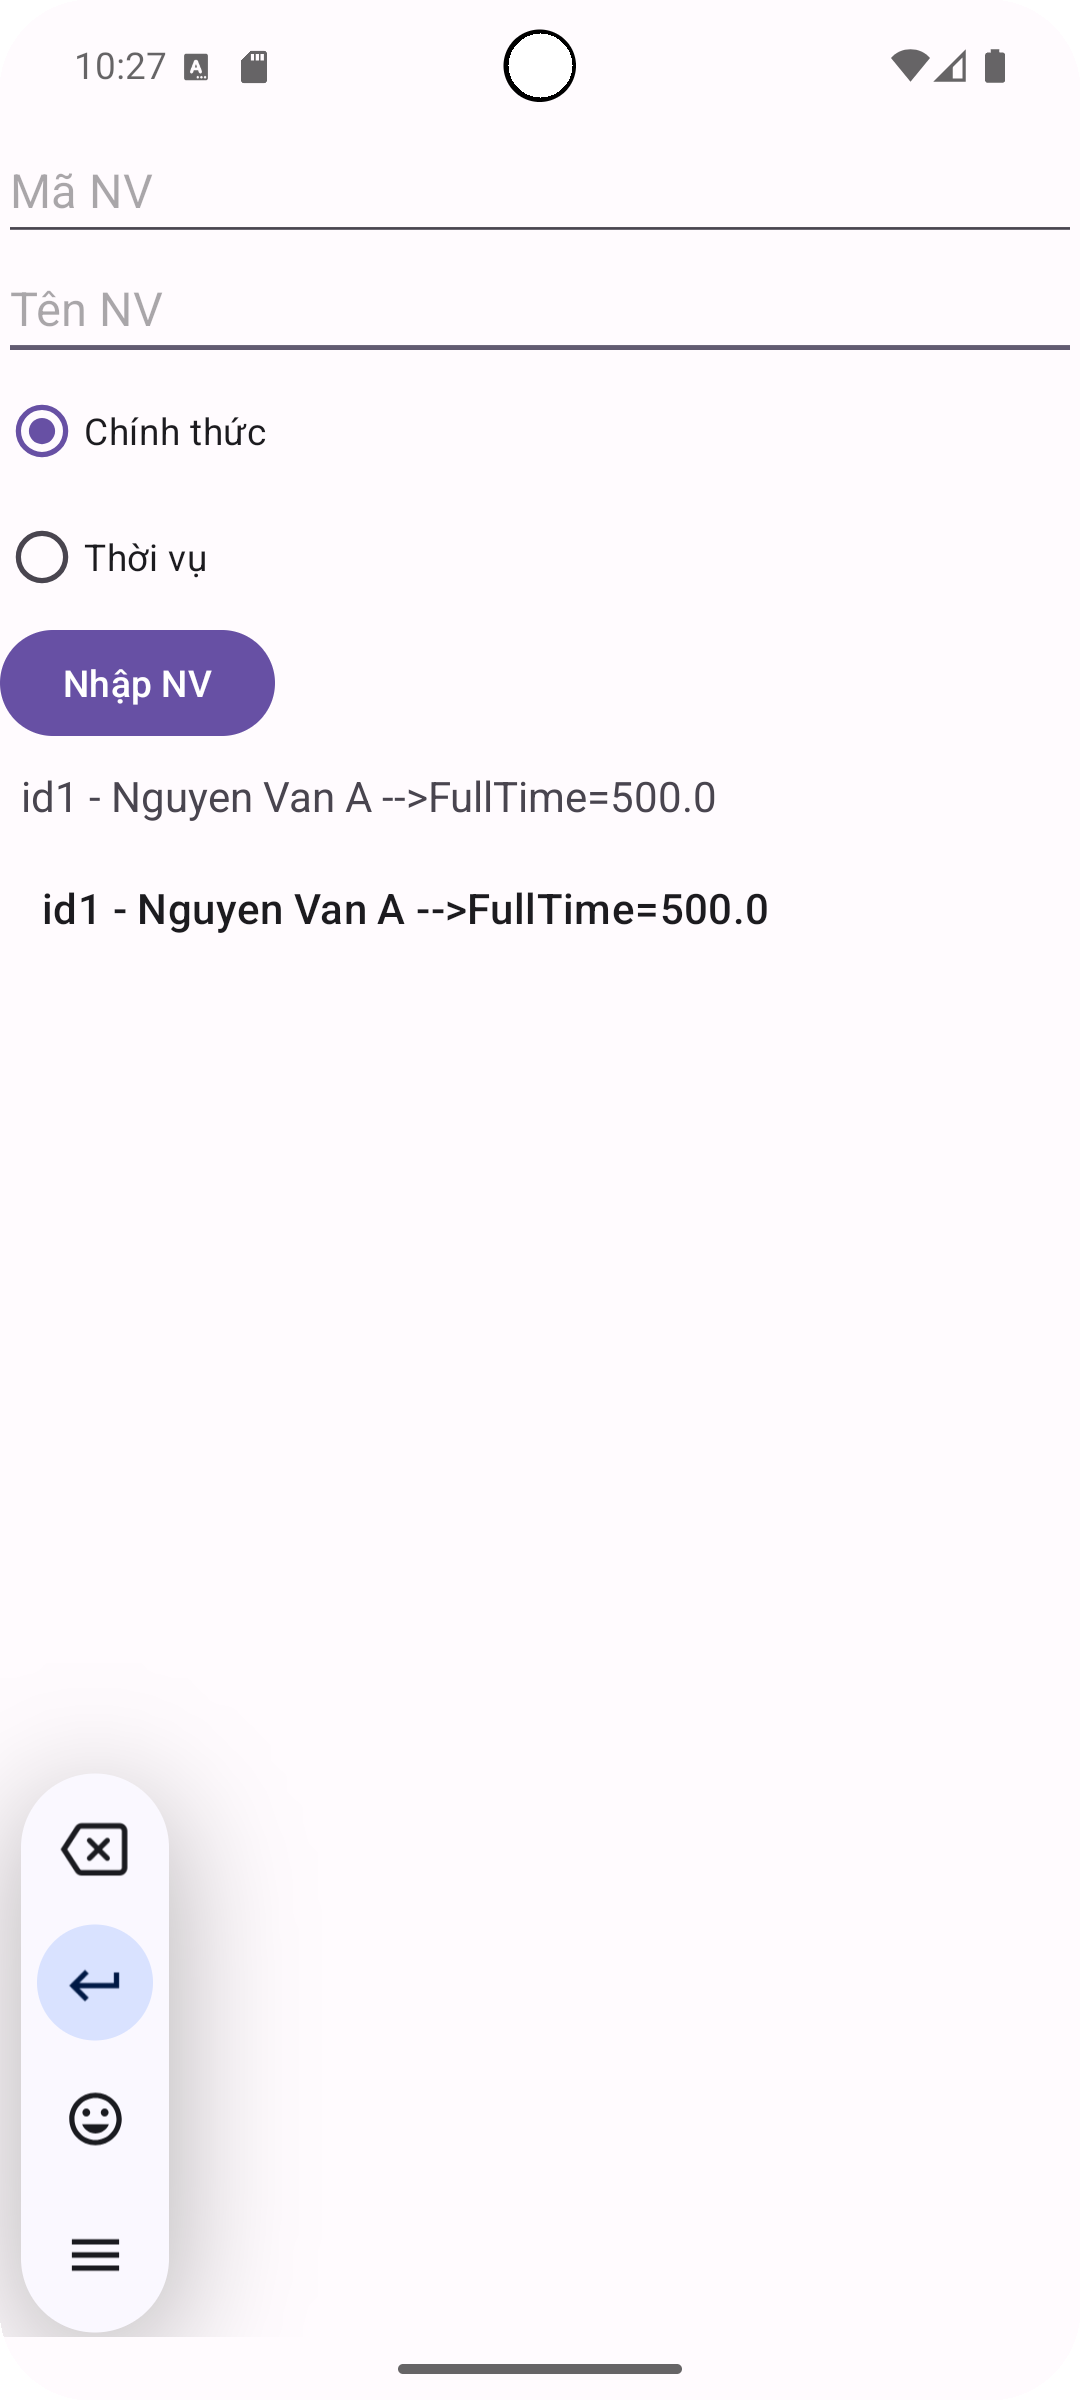 10:27
Mã NV
Tên NV
Chính thức
Thời vụ
Nhập NV
id1 - Nguyen Van A -->FullTime=500.0
id1 - Nguyen Van A -->FullTime=500.0